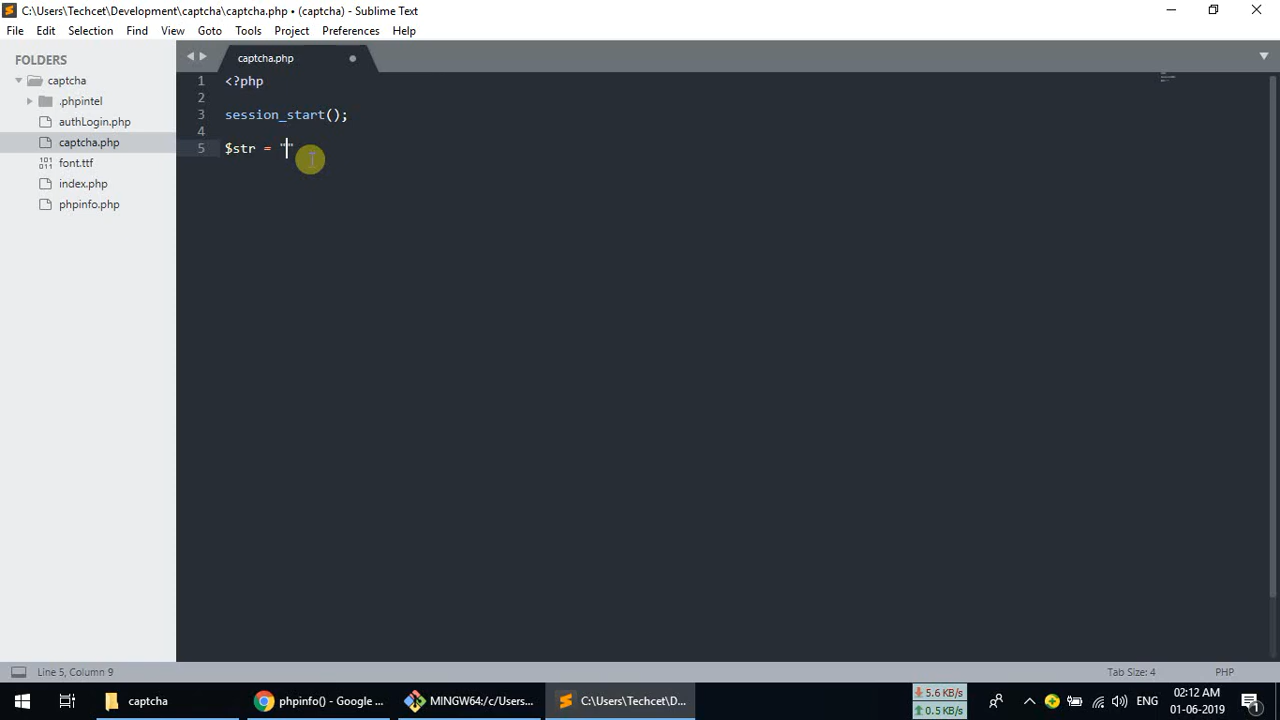 C:\Users\Techcet\Development\captcha\captcha.php • (captcha) - Sublime Text
File Edit Selection Find View Goto Tools Project Preferences Help
FOLDERS
captcha
.phpintel
authLogin.php
captcha.php
font.ttf
index.php
phpinfo.php
captcha.php
1 <?php
2
3 session_start();
4
5 $str = ""
Line 5, Column 9
Tab Size: 4
PHP
captcha
phpinfo() - Google ...
MINGW64:/c/Users...
C:\Users\Techcet\D...
5.6 KB/s
0.5 KB/s
ENG
02:12 AM
01-06-2019
1